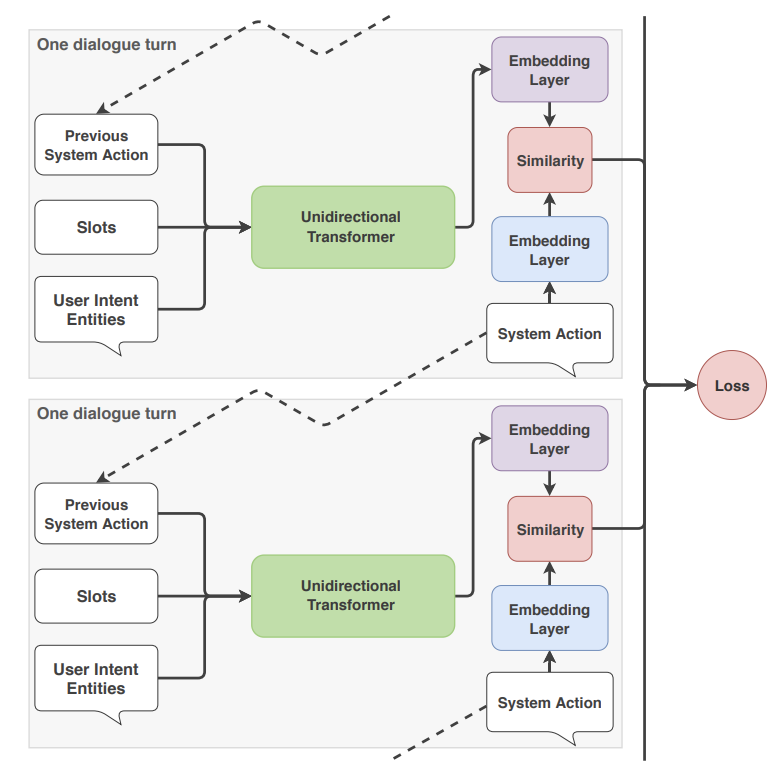 One dialogue turn
Embedding
Layer
Previous
System Action
Similarity
Slots
Unidirectional
Transformer
Embedding
Layer
User Intent
Entities
System Action
Loss
One dialogue turn
Embedding
Layer
Previous
System Action
Similarity
Slots
Unidirectional
Transformer
Embedding
Layer
User Intent
Entities
System Action